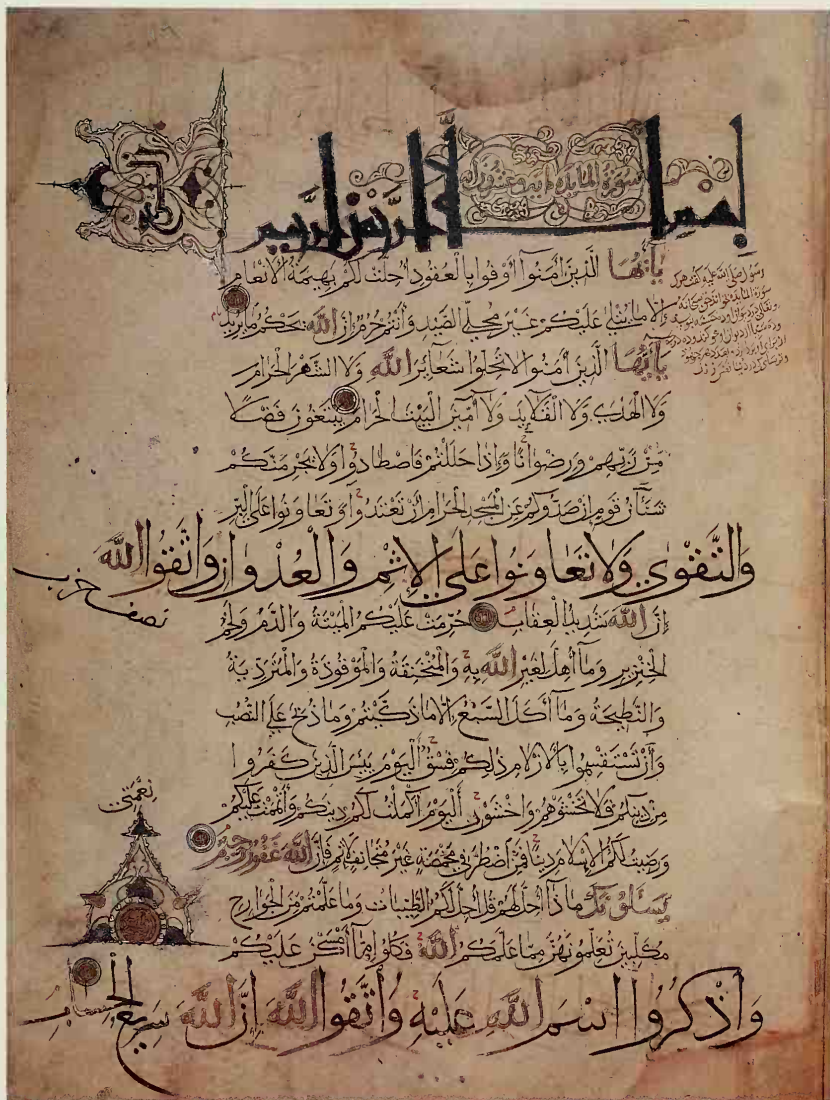 سورة المائدة مائة وعشرون آية
بسم الله الرحمن الرحيم
يا أيها الذين آمنوا أوفوا بالعقود أحلت لكم بهيمة الأنعام
إلا ما يتلى عليكم غير محلي الصيد وأنتم حرم إن الله يحكم ما يريد
يا أيها الذين آمنوا لا تحلوا شعائر الله ولا الشهر الحرام
ولا الهدي ولا القلائد ولا آمين البيت الحرام يبتغون فضلا
من ربهم ورضوانا وإذا حللتم فاصطادوا ولا يجرمنكم
شنآن قوم أن صدوكم عن المسجد الحرام أن تعتدوا وتعاونوا على البر
والتقوى ولا تعاونوا على الإثم والعدوان واتقوا الله
نصف حزب
إن الله شديد العقاب حرمت عليكم الميتة والدم ولحم
الخنزير وما أهل لغير الله به والمنخنقة والموقوذة والمتردية
والنطيحة وما أكل السبع إلا ما ذكيتم وما ذبح على النصب
وأن تستقسموا بالأزلام ذلكم فسق اليوم يئس الذين كفروا
من دينكم فلا تخشوهم واخشون اليوم أكملت لكم دينكم وأتممت عليكم
نعمتي
ورضيت لكم الإسلام دينا فمن اضطر في مخمصة غير متجانف لإثم فإن الله غفور رحيم
يسئلونك ماذا أحل لهم قل أحل لكم الطيبات وما علمتم من الجوارح
مكلبين تعلمونهن مما علمكم الله فكلوا مما أمسكن عليكم
واذكروا اسم الله عليه واتقوا الله إن الله سريع الحساب